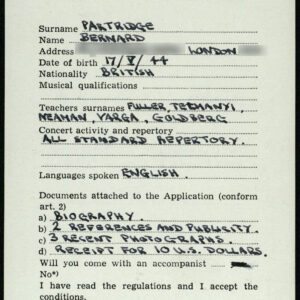 Surname PARTRIDGE
Name BERNARD
Address LONDON
Date of birth 17/V/44
Nationality BRITISH
Musical qualifications
Teachers surnames FULLER, TELMANYI,
NEAMAN, VARGA, GOLDBERG
Concert activity and repertory
ALL STANDARD REPERTORY.
Languages spoken ENGLISH.
Documents attached to the Application (conform
art. 2)
a) BIOGRAPHY.
b) 2 REFERENCES AND PUBLICITY.
c) 3 RECENT PHOTOGRAPHS.
d) RECEIPT FOR 10 U.S. DOLLARS.
Will you come with an accompanist
No*)
I have read the regulations and I accept the
conditions.